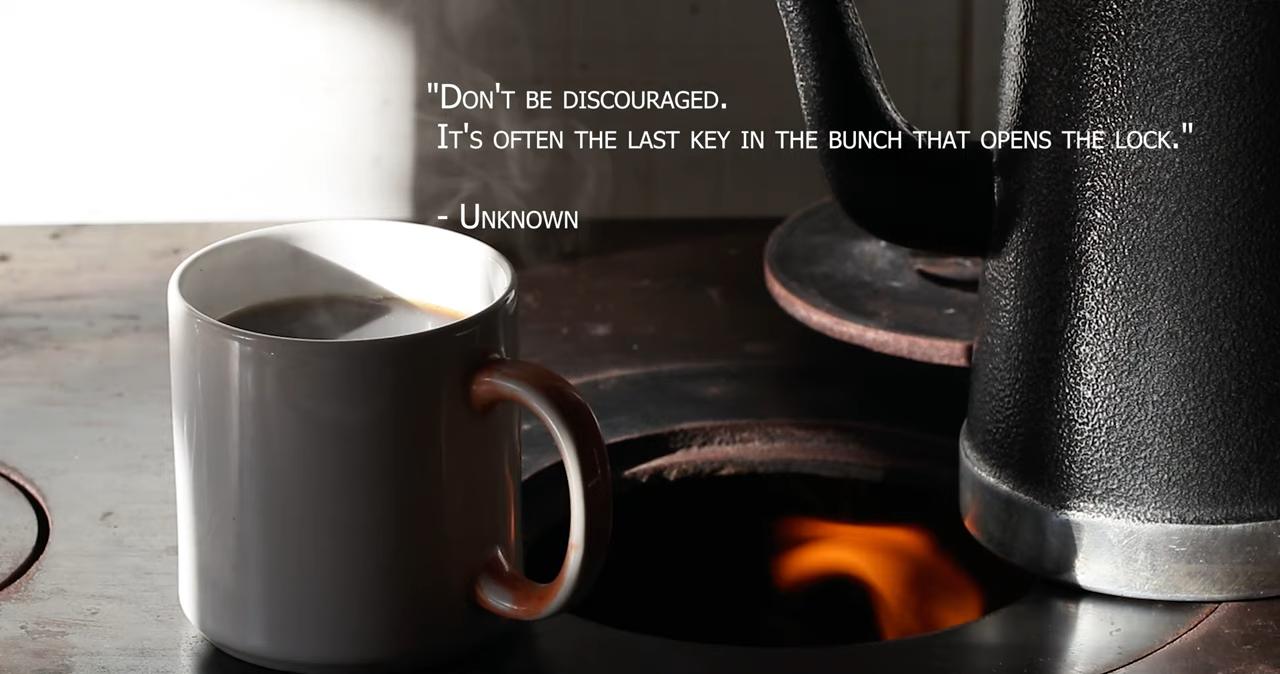 "Don't be discouraged.
It's often the last key in the bunch that opens the lock."
- Unknown